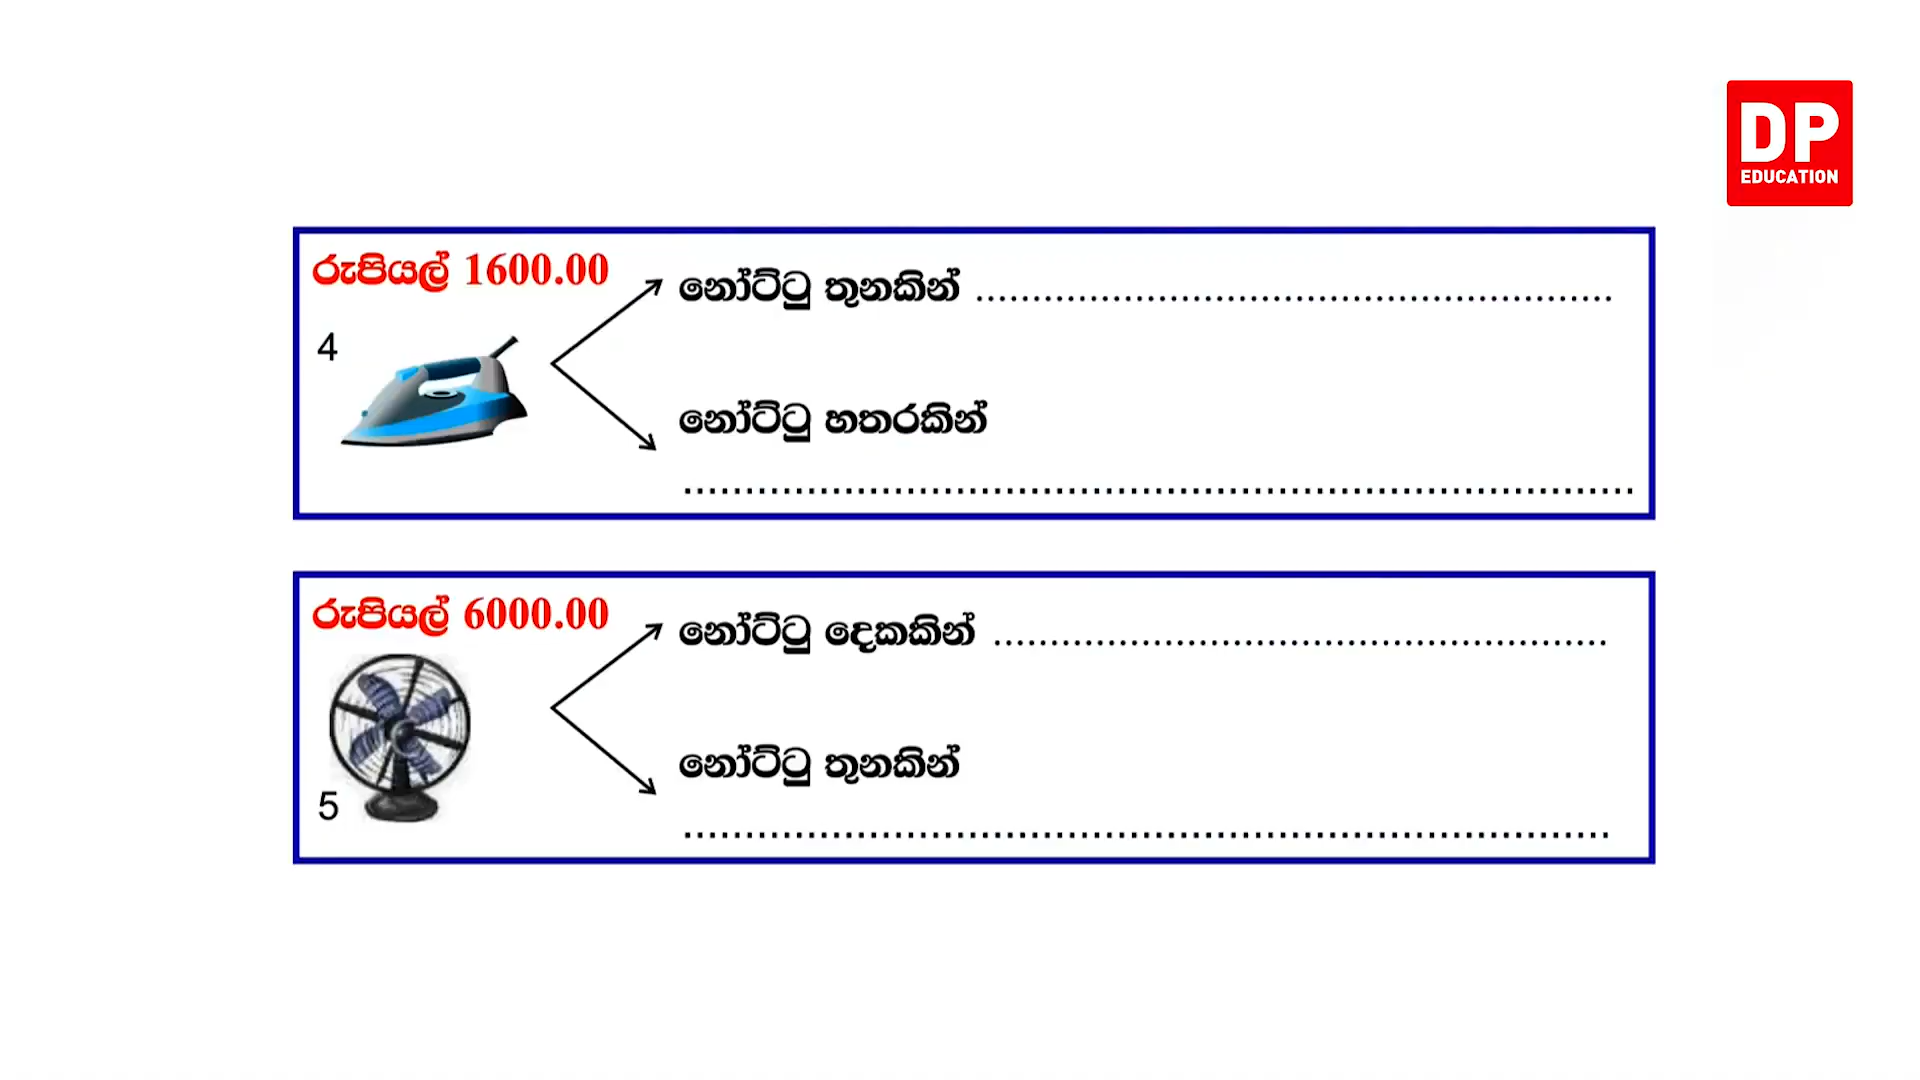 DP
EDUCATION
රුපියල් 1600.00
නෝට්ටු තුනකින් ..........................................................
4
නෝට්ටු හතරකින්
................................................................................
රුපියල් 6000.00
නෝට්ටු දෙකකින් ........................................................
නෝට්ටු තුනකින්
5
..............................................................................